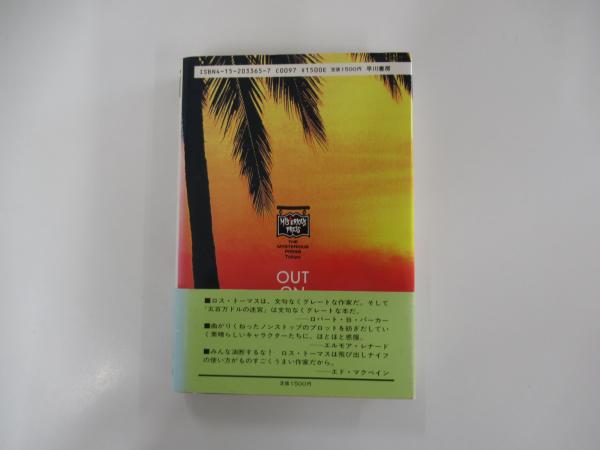 ISBN4-15-203365-7 C0097 ¥1500E 定価1500円 早川書房
MYSTERIOUS
PRESS
THE
MYSTERIOUS
PRESS
Tokyo
OUT
ON
■ロス・トーマスは、文句なくグレートな作家だ。そして
『五百万ドルの迷宮』は文句なくグレートな本だ。
——ロバート・B・パーカー
■曲がりくねったノンストップのプロットを紡ぎだしてい
く素晴らしいキャラクターたちに、ほとほと感服。
——エルモア・レナード
■みんな油断するな！ ロス・トーマスは飛び出しナイフ
の使い方がものすごくうまい作家だから。
——エド・マクベイン
定価1500円